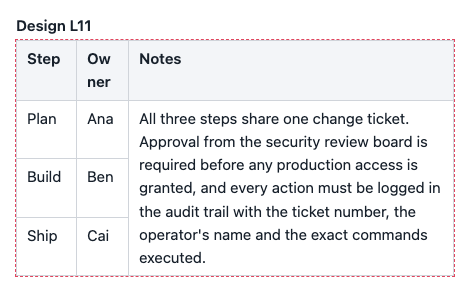 Design L11
Step Owner Notes
Plan Ana All three steps share one change ticket.
Approval from the security review board is
required before any production access is
Build Ben granted, and every action must be logged in
the audit trail with the ticket number, the
Ship Cai operator's name and the exact commands
executed.